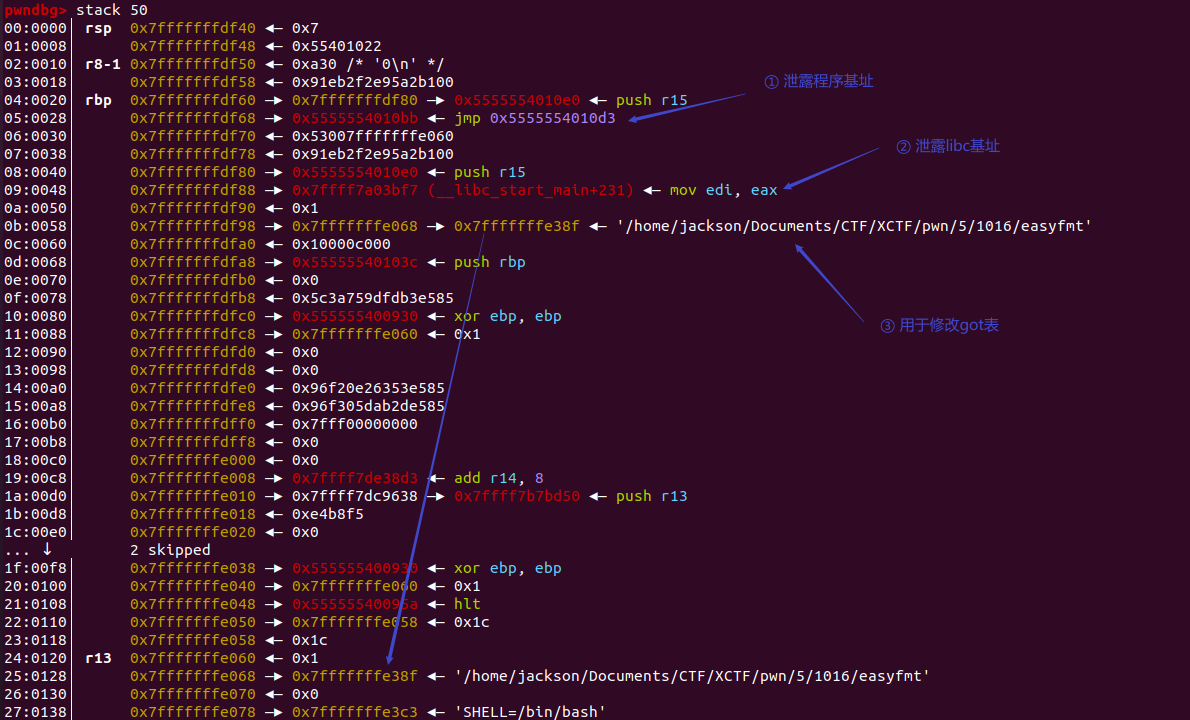 pwndbg> stack 50
00:0000│ rsp 0x7fffffffdf40 ◂— 0x7
01:0008│ 0x7fffffffdf48 ◂— 0x55401022
02:0010│ r8-1 0x7fffffffdf50 ◂— 0xa30 /* '0\n' */
03:0018│ 0x7fffffffdf58 ◂— 0x91eb2f2e95a2b100
① 泄露程序基址
04:0020│ rbp 0x7fffffffdf60 —▸ 0x7fffffffdf80 —▸ 0x5555554010e0 ◂— push r15
05:0028│ 0x7fffffffdf68 —▸ 0x5555554010bb ◂— jmp 0x5555554010d3
06:0030│ 0x7fffffffdf70 ◂— 0x53007fffffffe060
② 泄露libc基址
07:0038│ 0x7fffffffdf78 ◂— 0x91eb2f2e95a2b100
08:0040│ 0x7fffffffdf80 —▸ 0x5555554010e0 ◂— push r15
09:0048│ 0x7fffffffdf88 —▸ 0x7ffff7a03bf7 (__libc_start_main+231) ◂— mov edi, eax
0a:0050│ 0x7fffffffdf90 ◂— 0x1
0b:0058│ 0x7fffffffdf98 —▸ 0x7fffffffe068 —▸ 0x7fffffffe38f ◂— '/home/jackson/Documents/CTF/XCTF/pwn/5/1016/easyfmt'
0c:0060│ 0x7fffffffdfa0 ◂— 0x10000c000
0d:0068│ 0x7fffffffdfa8 —▸ 0x55555540103c ◂— push rbp
0e:0070│ 0x7fffffffdfb0 ◂— 0x0
0f:0078│ 0x7fffffffdfb8 ◂— 0x5c3a759dfdb3e585
10:0080│ 0x7fffffffdfc0 —▸ 0x555555400930 ◂— xor ebp, ebp
③ 用于修改got表
11:0088│ 0x7fffffffdfc8 —▸ 0x7fffffffe060 ◂— 0x1
12:0090│ 0x7fffffffdfd0 ◂— 0x0
13:0098│ 0x7fffffffdfd8 ◂— 0x0
14:00a0│ 0x7fffffffdfe0 ◂— 0x96f20e26353e585
15:00a8│ 0x7fffffffdfe8 ◂— 0x96f305dab2de585
16:00b0│ 0x7fffffffdff0 ◂— 0x7fff00000000
17:00b8│ 0x7fffffffdff8 ◂— 0x0
18:00c0│ 0x7fffffffe000 ◂— 0x0
19:00c8│ 0x7fffffffe008 —▸ 0x7ffff7de38d3 ◂— add r14, 8
1a:00d0│ 0x7fffffffe010 —▸ 0x7ffff7dc9638 —▸ 0x7ffff7b7bd50 ◂— push r13
1b:00d8│ 0x7fffffffe018 ◂— 0xe4b8f5
1c:00e0│ 0x7fffffffe020 ◂— 0x0
... ↓ 2 skipped
1f:00f8│ 0x7fffffffe038 —▸ 0x555555400930 ◂— xor ebp, ebp
20:0100│ 0x7fffffffe040 —▸ 0x7fffffffe060 ◂— 0x1
21:0108│ 0x7fffffffe048 —▸ 0x55555540095a ◂— hlt
22:0110│ 0x7fffffffe050 —▸ 0x7fffffffe058 ◂— 0x1c
23:0118│ 0x7fffffffe058 ◂— 0x1c
24:0120│ r13 0x7fffffffe060 ◂— 0x1
25:0128│ 0x7fffffffe068 —▸ 0x7fffffffe38f ◂— '/home/jackson/Documents/CTF/XCTF/pwn/5/1016/easyfmt'
26:0130│ 0x7fffffffe070 ◂— 0x0
27:0138│ 0x7fffffffe078 —▸ 0x7fffffffe3c3 ◂— 'SHELL=/bin/bash'